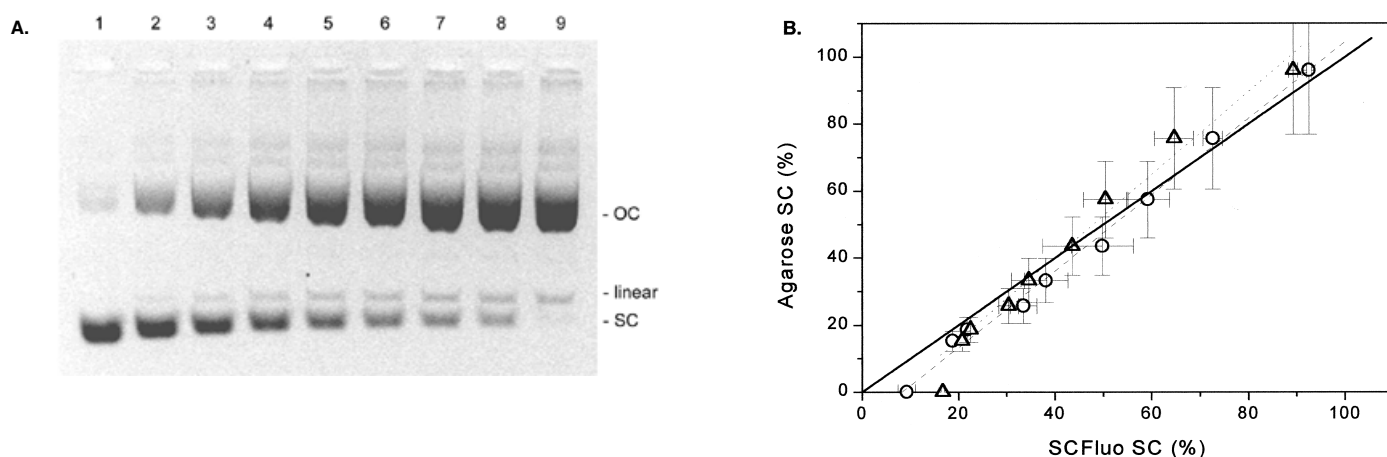 A.
1 2 3 4 5 6 7 8 9
- OC
- linear
- SC
B.
Agarose SC (%)
100
80
60
40
20
0
0 20 40 60 80 100
SCFluo SC (%)